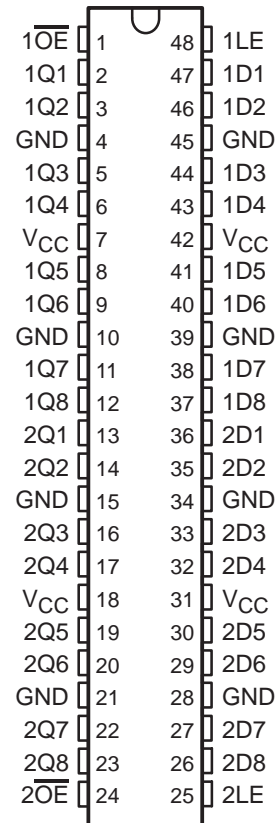 1O̅E̅ 1 48 1LE
1Q1 2 47 1D1
1Q2 3 46 1D2
GND 4 45 GND
1Q3 5 44 1D3
1Q4 6 43 1D4
VCC 7 42 VCC
1Q5 8 41 1D5
1Q6 9 40 1D6
GND 10 39 GND
1Q7 11 38 1D7
1Q8 12 37 1D8
2Q1 13 36 2D1
2Q2 14 35 2D2
GND 15 34 GND
2Q3 16 33 2D3
2Q4 17 32 2D4
VCC 18 31 VCC
2Q5 19 30 2D5
2Q6 20 29 2D6
GND 21 28 GND
2Q7 22 27 2D7
2Q8 23 26 2D8
2O̅E̅ 24 25 2LE